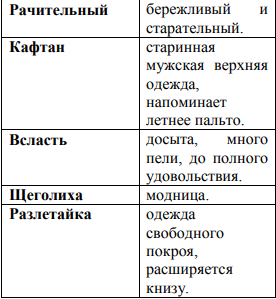 Рачительный бережливый и
старательный.
Кафтан старинная
мужская верхняя
одежда,
напоминает
летнее пальто.
Всласть досыта, много
пели, до полного
удовольствия.
Щеголиха модница.
Разлетайка одежда
свободного
покроя,
расширяется
книзу.